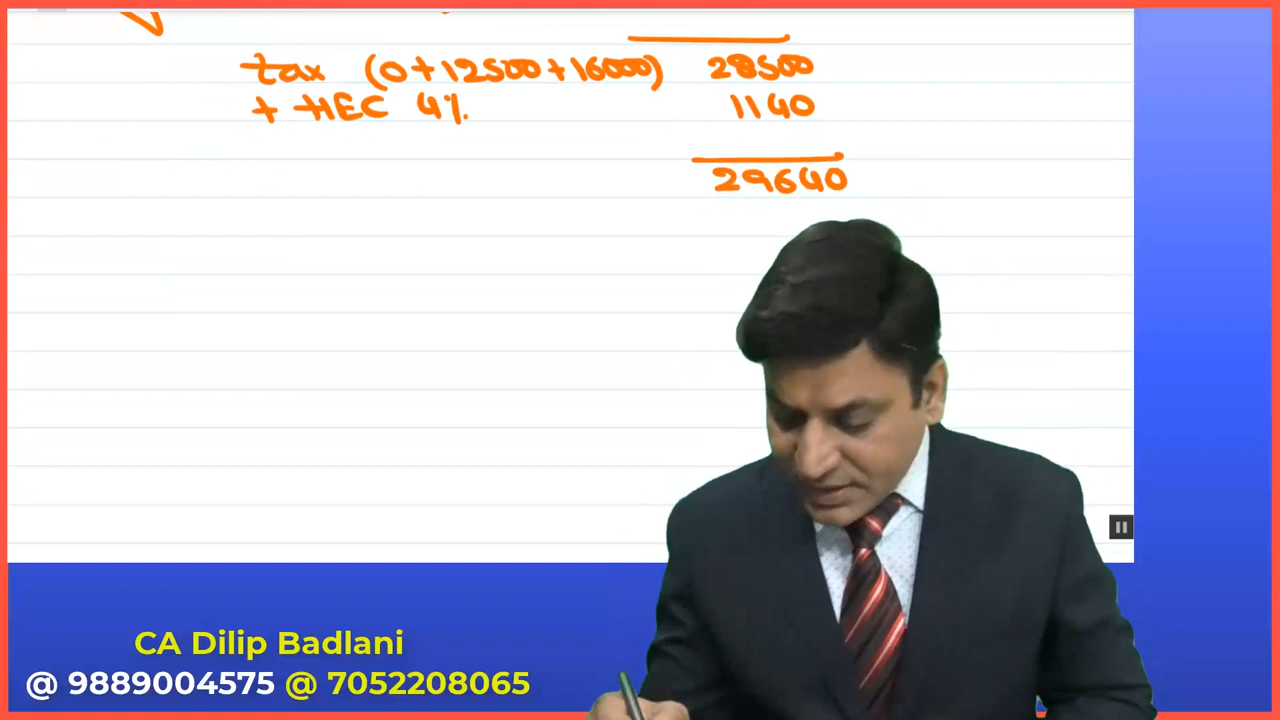 tax (0+12500+16000) 28500
+ HEC 4% 1140
29640
CA Dilip Badlani
@ 9889004575 @ 7052208065